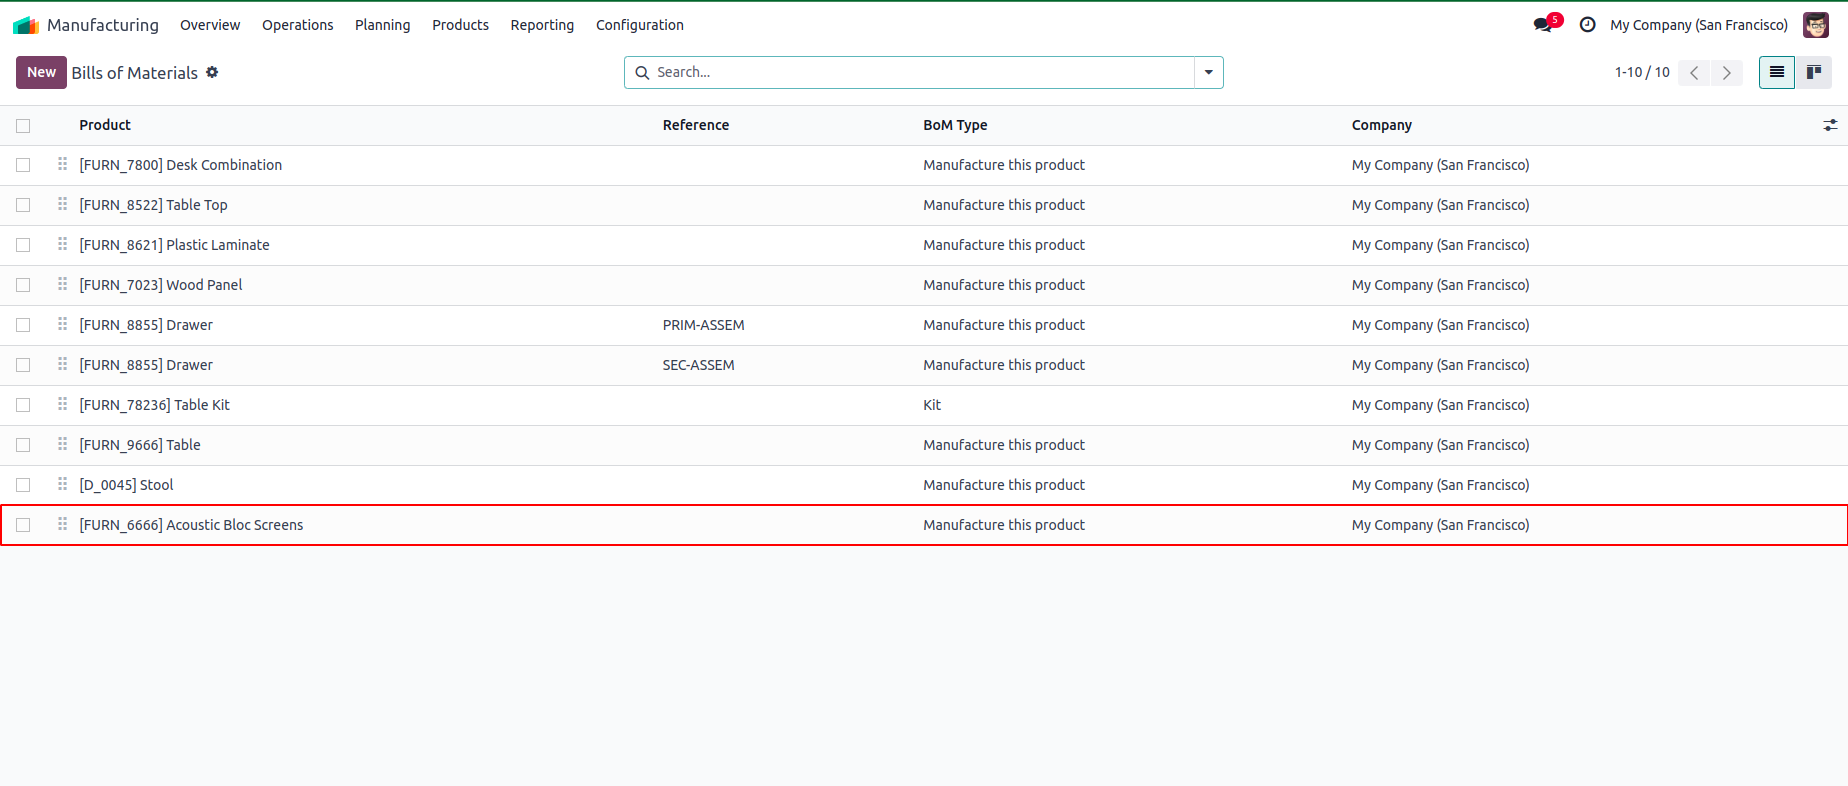 Manufacturing Overview Operations Planning Products Reporting Configuration 5 My Company (San Francisco)
New Bills of Materials Search... 1-10 / 10
Product Reference BoM Type Company
[FURN_7800] Desk Combination Manufacture this product My Company (San Francisco)
[FURN_8522] Table Top Manufacture this product My Company (San Francisco)
[FURN_8621] Plastic Laminate Manufacture this product My Company (San Francisco)
[FURN_7023] Wood Panel Manufacture this product My Company (San Francisco)
[FURN_8855] Drawer PRIM-ASSEM Manufacture this product My Company (San Francisco)
[FURN_8855] Drawer SEC-ASSEM Manufacture this product My Company (San Francisco)
[FURN_78236] Table Kit Kit My Company (San Francisco)
[FURN_9666] Table Manufacture this product My Company (San Francisco)
[D_0045] Stool Manufacture this product My Company (San Francisco)
[FURN_6666] Acoustic Bloc Screens Manufacture this product My Company (San Francisco)